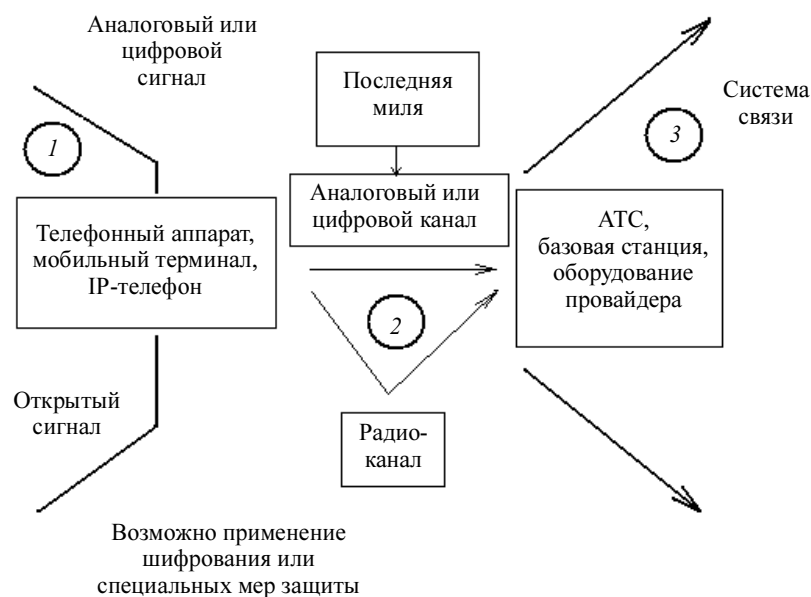 Аналоговый или
цифровой
сигнал
1
Последняя
миля
Система
связи
3
Аналоговый или
цифровой канал
Телефонный аппарат,
мобильный терминал,
IP-телефон
АТС,
базовая станция,
оборудование
провайдера
2
Открытый
сигнал
Радио-
канал
Возможно применение
шифрования или
специальных мер защиты